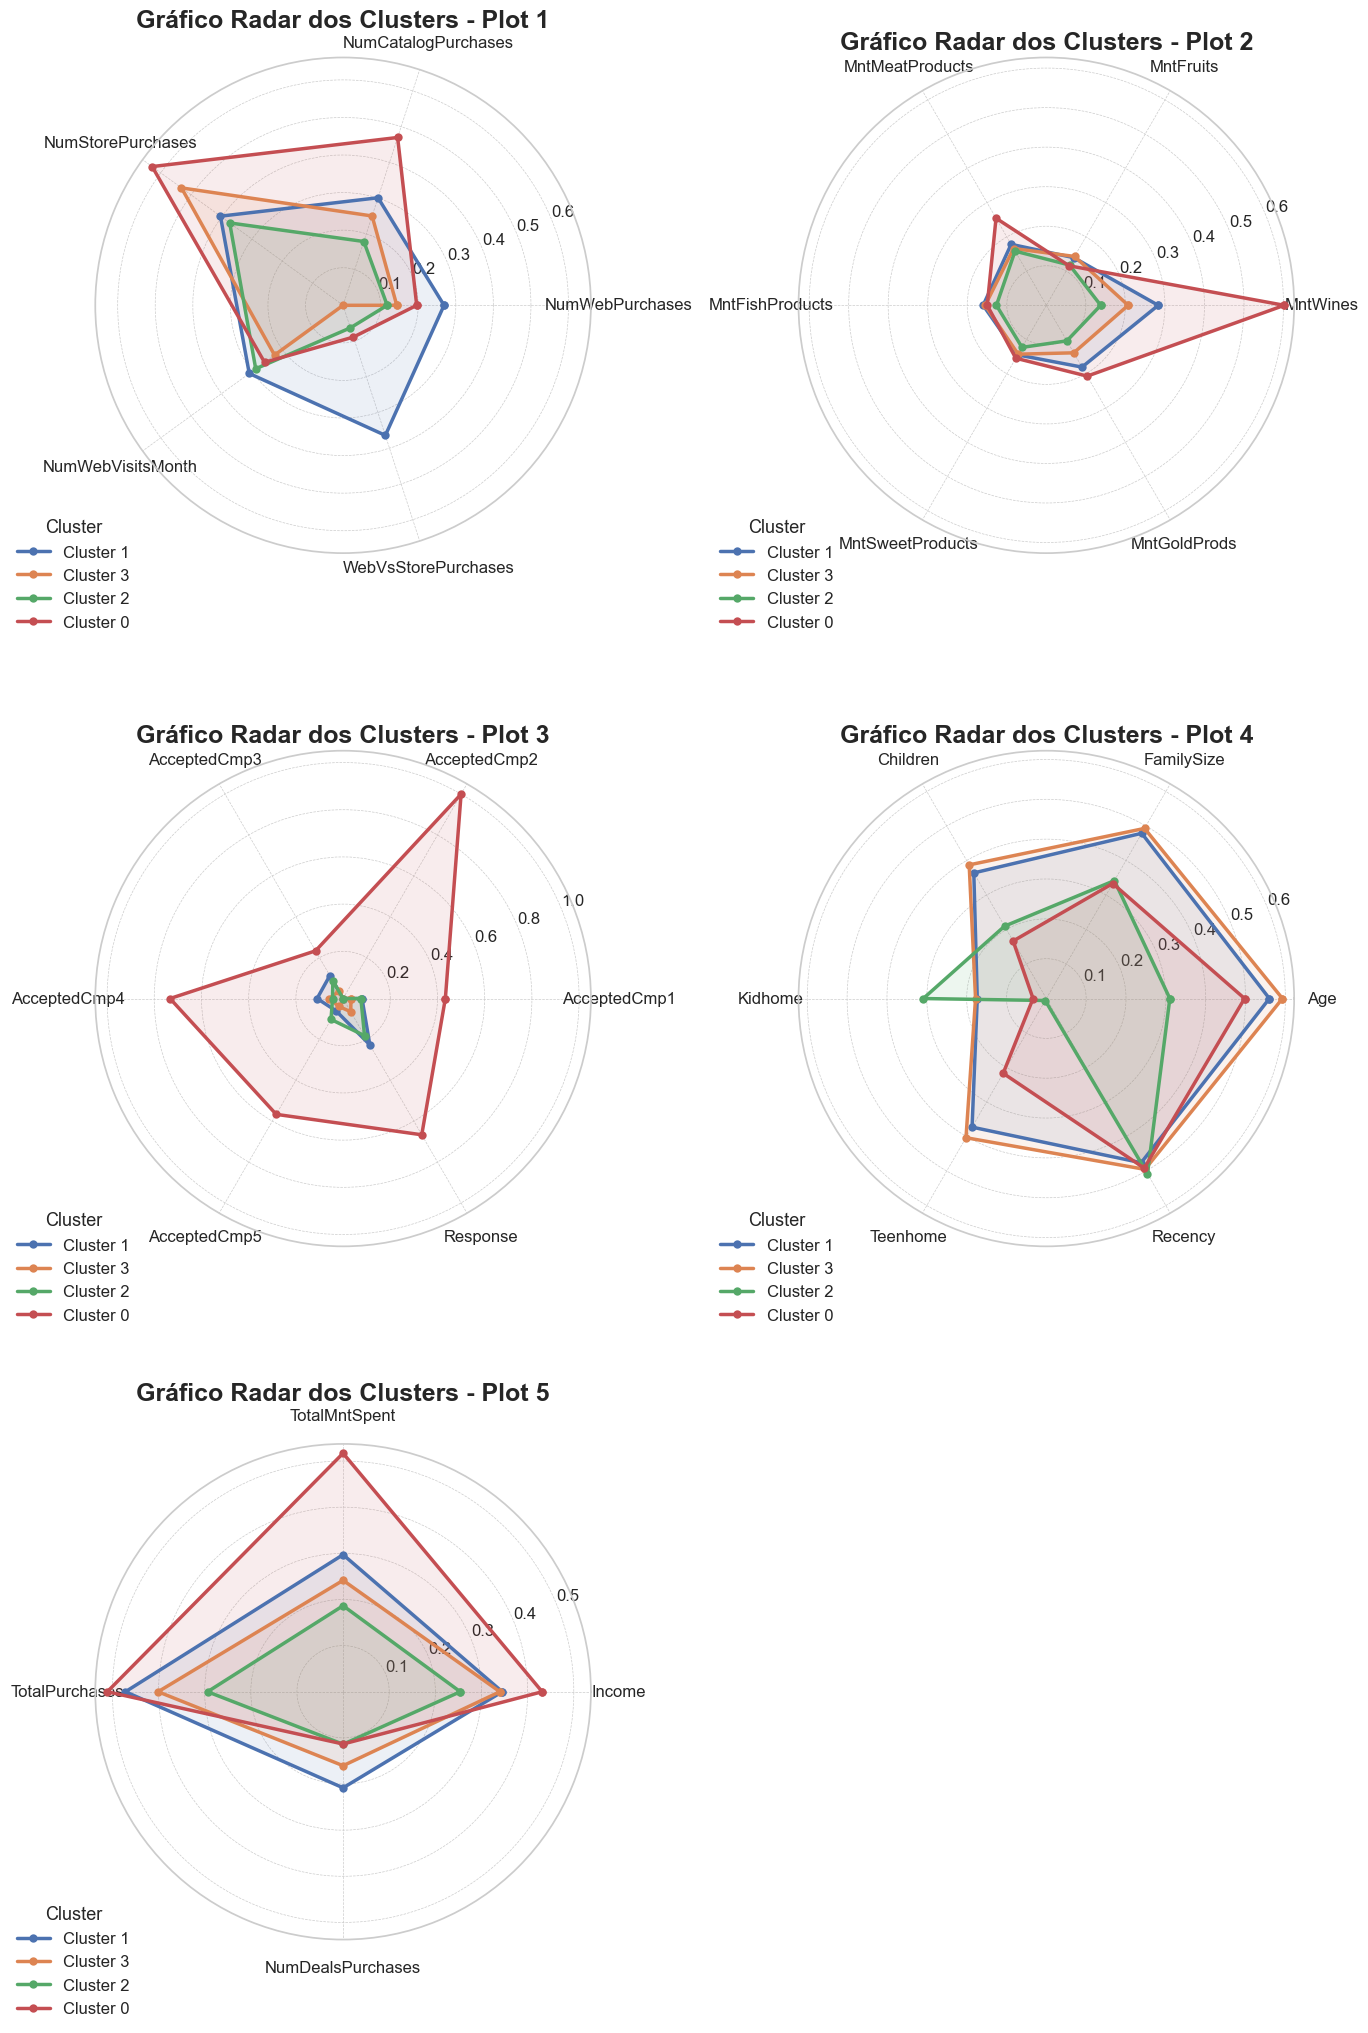 Gráfico Radar dos Clusters - Plot 1
NumCatalogPurchases
NumStorePurchases
0.6
0.5
0.4
0.3
0.2
0.1
NumWebPurchases
NumWebVisitsMonth
WebVsStorePurchases
Cluster
Cluster 1
Cluster 3
Cluster 2
Cluster 0
Gráfico Radar dos Clusters - Plot 2
MntMeatProducts
MntFruits
0.6
0.5
0.4
0.3
0.2
0.1
MntFishProducts
MntWines
MntSweetProducts
MntGoldProds
Cluster
Cluster 1
Cluster 3
Cluster 2
Cluster 0
Gráfico Radar dos Clusters - Plot 3
AcceptedCmp3
AcceptedCmp2
1.0
0.8
0.6
0.4
0.2
AcceptedCmp4
AcceptedCmp1
AcceptedCmp5
Response
Cluster
Cluster 1
Cluster 3
Cluster 2
Cluster 0
Gráfico Radar dos Clusters - Plot 4
Children
FamilySize
0.6
0.5
0.4
0.3
0.2
0.1
Kidhome
Age
Teenhome
Recency
Cluster
Cluster 1
Cluster 3
Cluster 2
Cluster 0
Gráfico Radar dos Clusters - Plot 5
TotalMntSpent
0.5
0.4
0.3
0.2
0.1
TotalPurchases
Income
NumDealsPurchases
Cluster
Cluster 1
Cluster 3
Cluster 2
Cluster 0